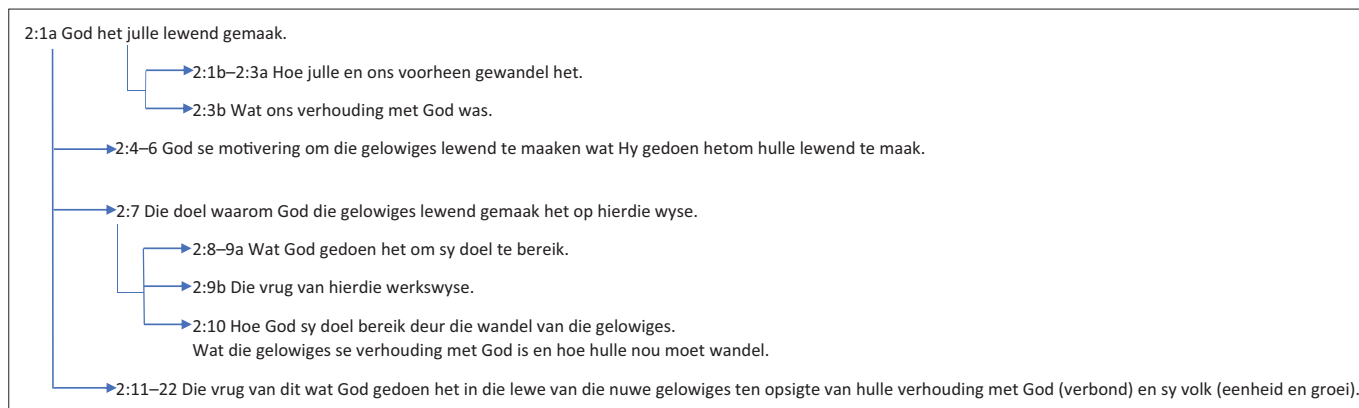 2:1a God het julle lewend gemaak.
2:1b–2:3a Hoe julle en ons voorheen gewandel het.
2:3b Wat ons verhouding met God was.
2:4–6 God se motivering om die gelowiges lewend te maaken wat Hy gedoen hetom hulle lewend te maak.
2:7 Die doel waarom God die gelowiges lewend gemaak het op hierdie wyse.
2:8–9a Wat God gedoen het om sy doel te bereik.
2:9b Die vrug van hierdie werkswyse.
2:10 Hoe God sy doel bereik deur die wandel van die gelowiges.
Wat die gelowiges se verhouding met God is en hoe hulle nou moet wandel.
2:11–22 Die vrug van dit wat God gedoen het in die lewe van die nuwe gelowiges ten opsigte van hulle verhouding met God (verbond) en sy volk (eenheid en groei).